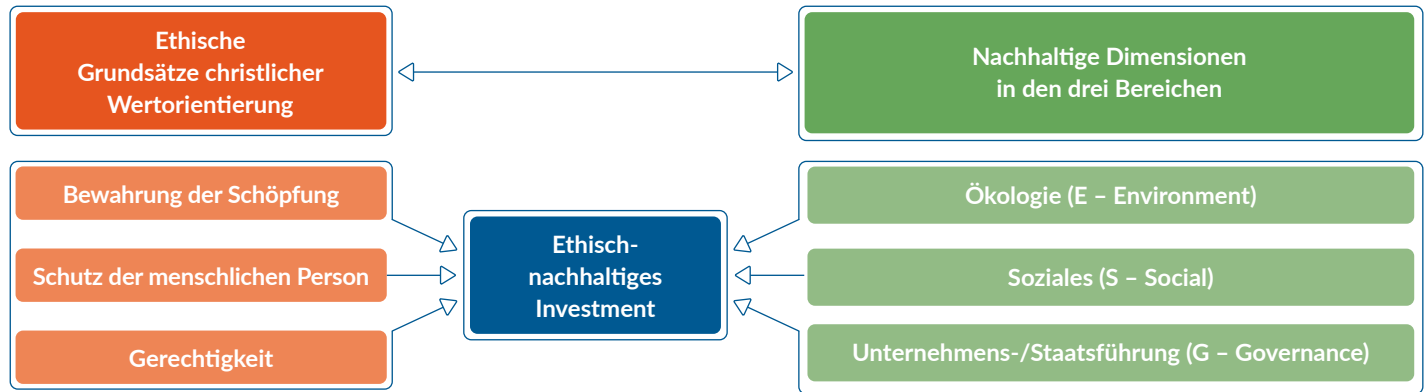 Ethische
Grundsätze christlicher
Wertorientierung
Nachhaltige Dimensionen
in den drei Bereichen
Bewahrung der Schöpfung
Schutz der menschlichen Person
Gerechtigkeit
Ethisch-
nachhaltiges
Investment
Ökologie (E – Environment)
Soziales (S – Social)
Unternehmens-/Staatsführung (G – Governance)